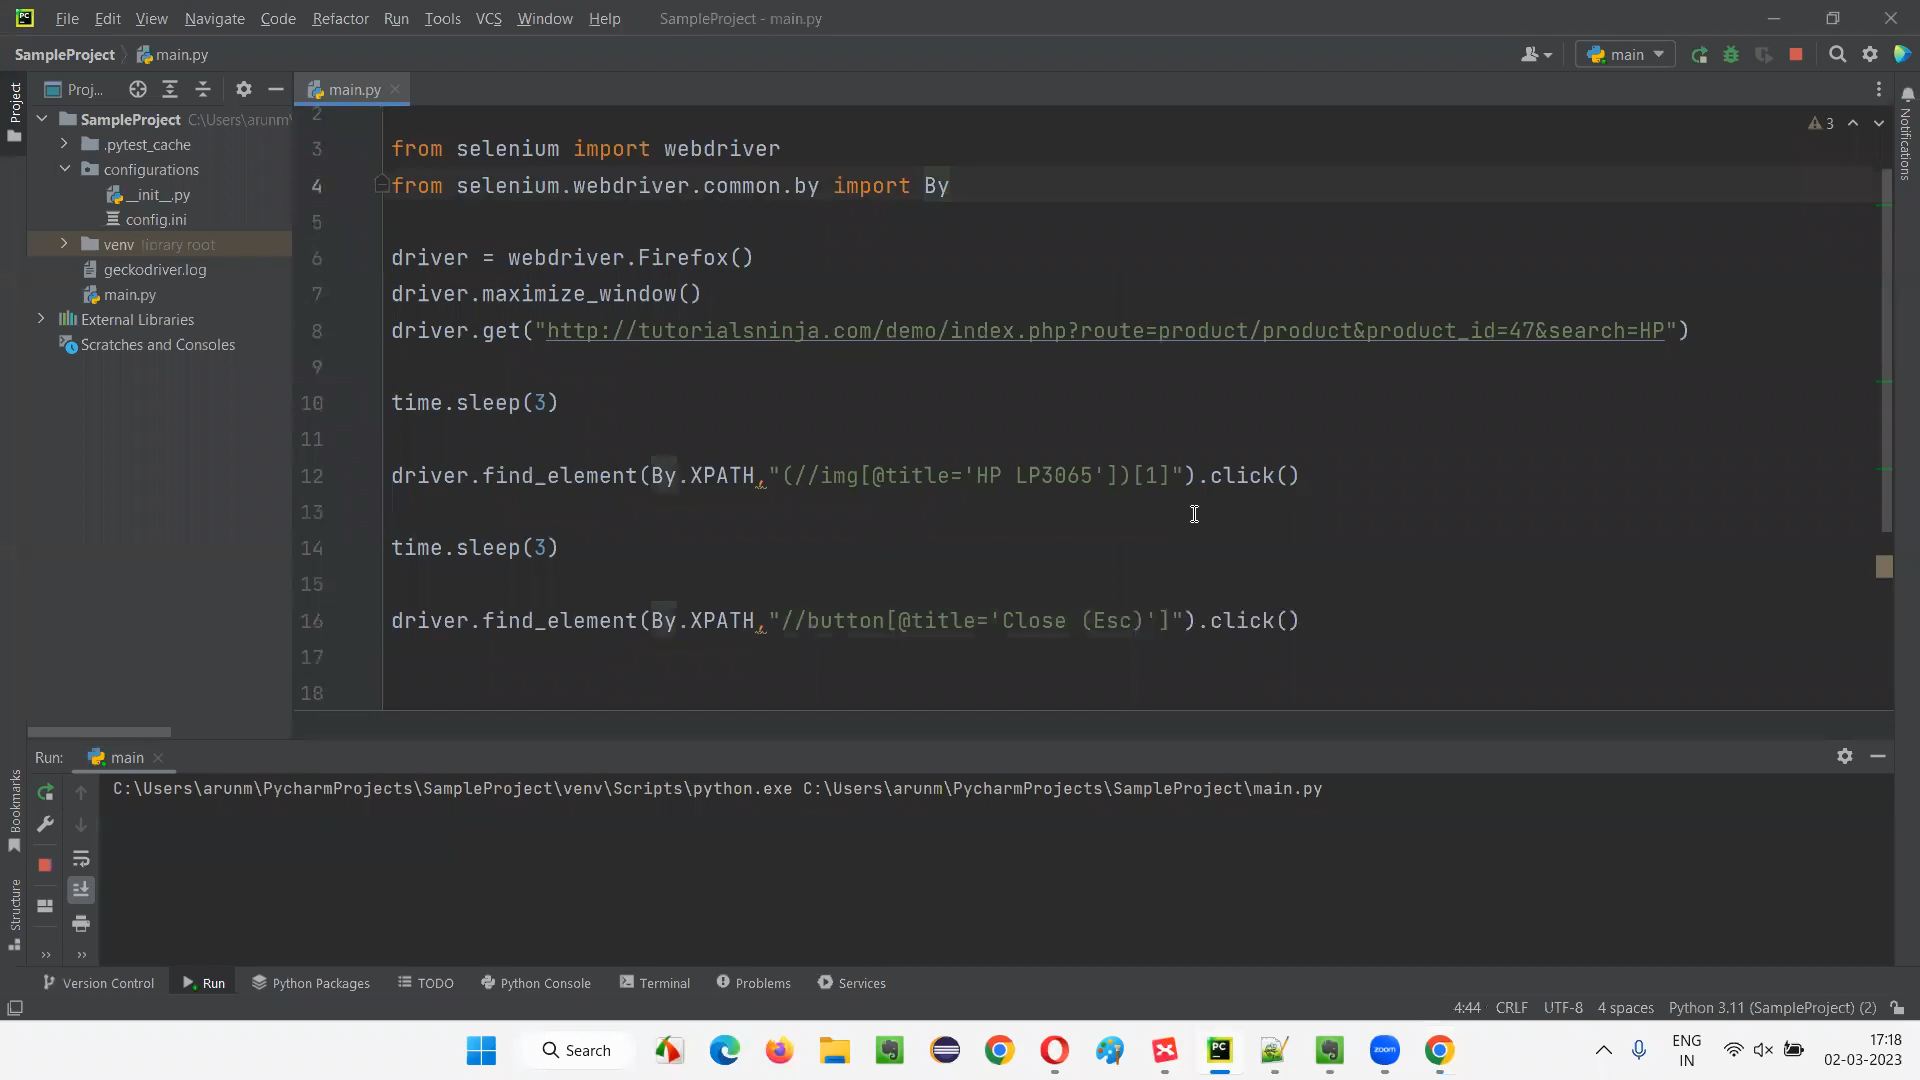 File Edit View Navigate Code Refactor Run Tools VCS Window Help SampleProject - main.py
SampleProject main.py
main
Project
Proj...
main.py
Notifications
SampleProject C:\Users\arunm\
.pytest_cache
configurations
__init__.py
config.ini
venv library root
geckodriver.log
main.py
External Libraries
Scratches and Consoles
3
2
3 from selenium import webdriver
4 from selenium.webdriver.common.by import By
5
6 driver = webdriver.Firefox()
7 driver.maximize_window()
8 driver.get("http://tutorialsninja.com/demo/index.php?route=product/product&product_id=47&search=HP")
9
10 time.sleep(3)
11
12 driver.find_element(By.XPATH,"(//img[@title='HP LP3065'])[1]").click()
13
14 time.sleep(3)
15
16 driver.find_element(By.XPATH,"//button[@title='Close (Esc)']").click()
17
18
Bookmarks
Structure
Run: main
C:\Users\arunm\PycharmProjects\SampleProject\venv\Scripts\python.exe C:\Users\arunm\PycharmProjects\SampleProject\main.py
Version Control Run Python Packages TODO Python Console Terminal Problems Services
4:44 CRLF UTF-8 4 spaces Python 3.11 (SampleProject) (2)
Search
PC
zoom
ENG
IN
17:18
02-03-2023